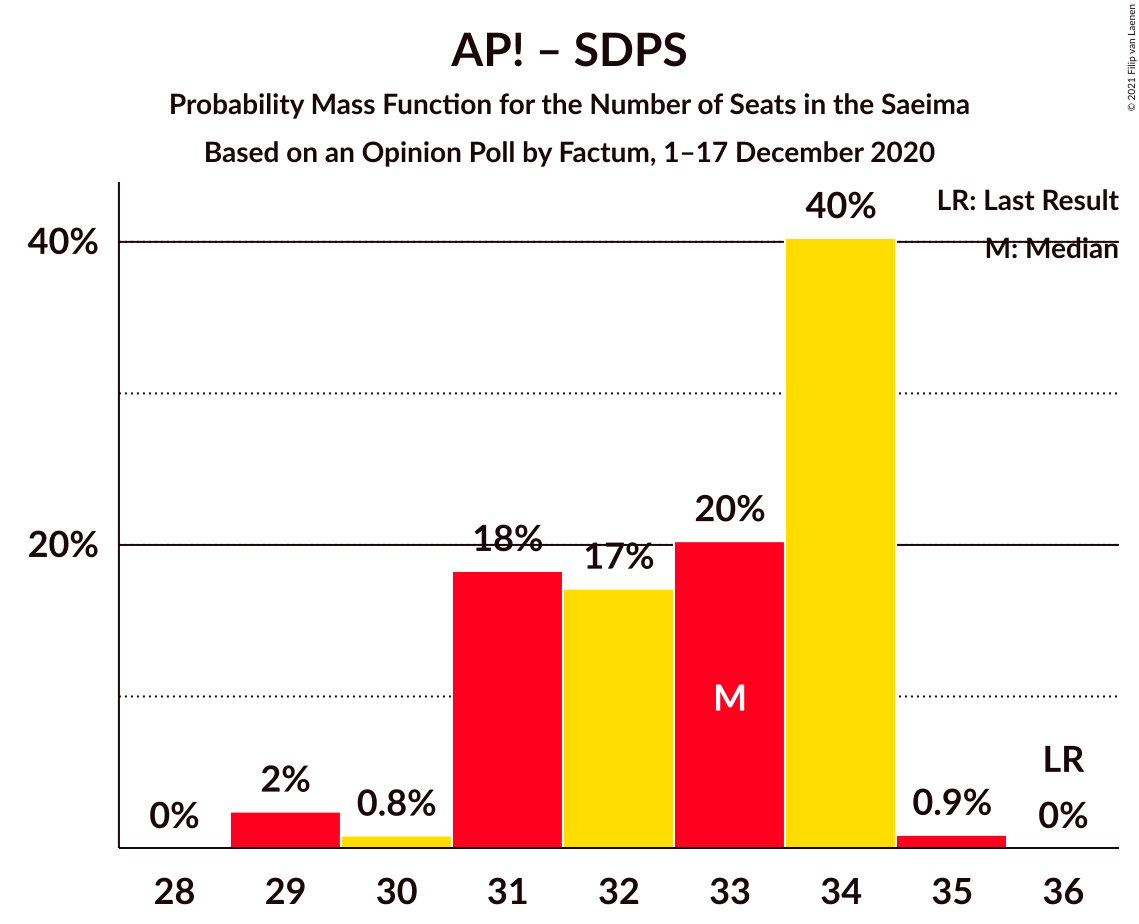 © 2021 Filip van Laenen
AP! – SDPS
Probability Mass Function for the Number of Seats in the Saeima
Based on an Opinion Poll by Factum, 1–17 December 2020
LR: Last Result
M: Median
40%
40%
20%
20%
18%
17%
M
LR
2%
0.8%
0.9%
0%
0%
28 29 30 31 32 33 34 35 36